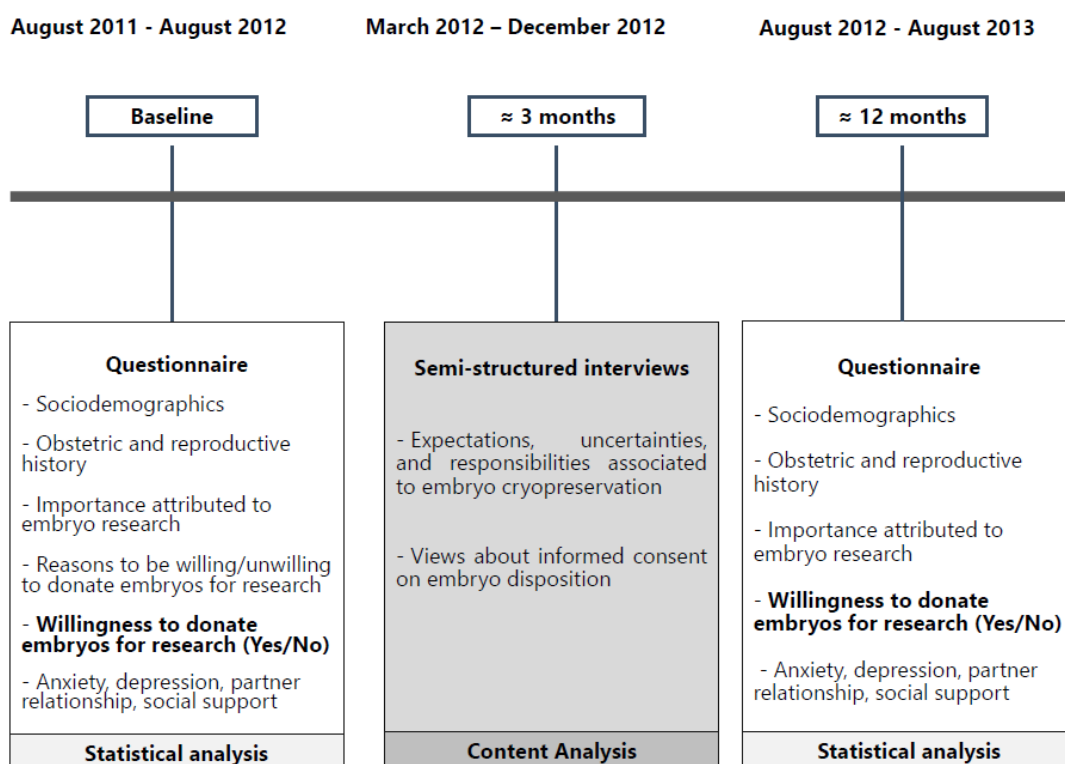 August 2011 - August 2012
March 2012 – December 2012
August 2012 - August 2013
Baseline
≈ 3 months
≈ 12 months
Questionnaire
- Sociodemographics
- Obstetric and reproductive
history
- Importance attributed to
embryo research
- Reasons to be willing/unwilling
to donate embryos for research
- Willingness to donate
embryos for research (Yes/No)
- Anxiety, depression, partner
relationship, social support
Statistical analysis
Semi-structured interviews
- Expectations, uncertainties,
and responsibilities associated
to embryo cryopreservation
- Views about informed consent
on embryo disposition
Content Analysis
Questionnaire
- Sociodemographics
- Obstetric and reproductive
history
- Importance attributed to
embryo research
- Willingness to donate
embryos for research (Yes/No)
- Anxiety, depression, partner
relationship, social support
Statistical analysis